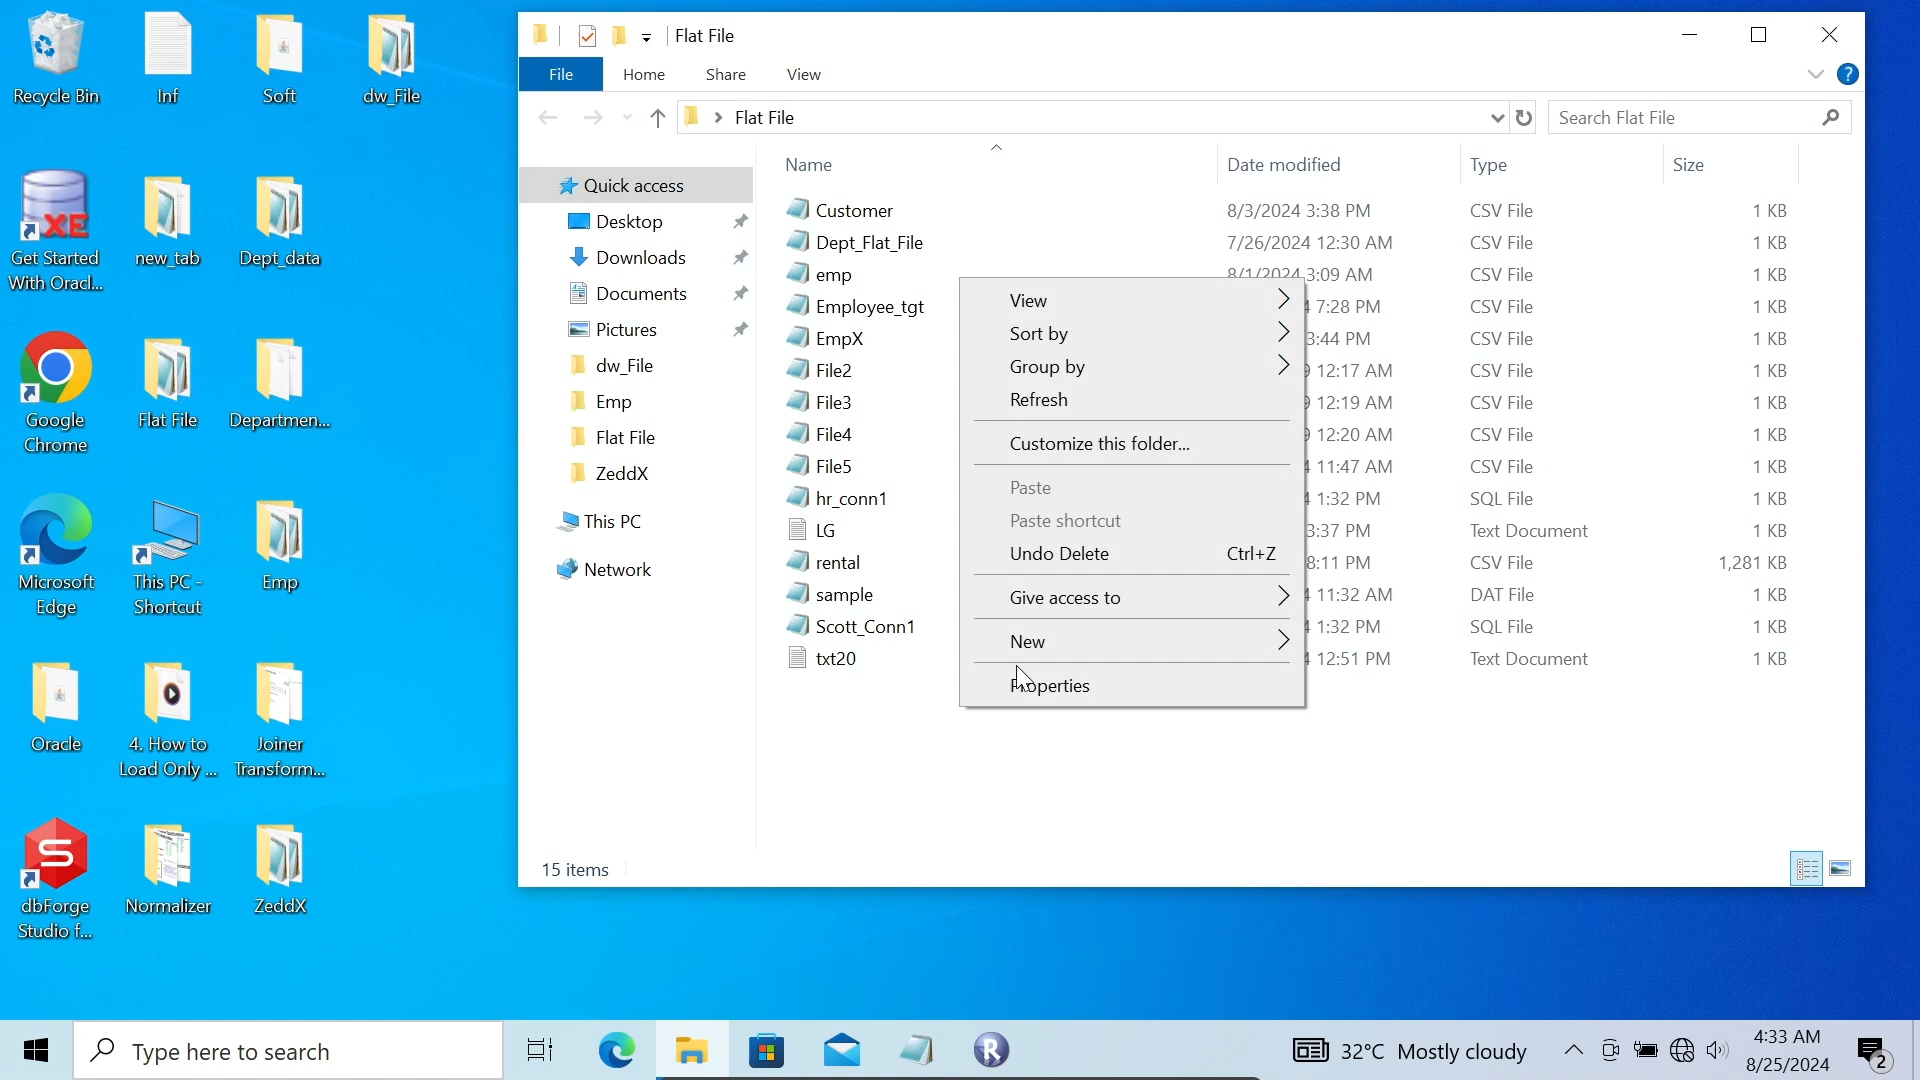 Recycle Bin
Inf
Soft
dw_File
Get Started
With Oracl...
new_tab
Dept_data
Google
Chrome
Flat File
Departmen...
Microsoft
Edge
This PC -
Shortcut
Emp
Oracle
4. How to
Load Only ...
Joiner
Transform...
dbForge
Studio f...
Normalizer
ZeddX
Flat File
File Home Share View
Flat File
Search Flat File
Quick access
Desktop
Downloads
Documents
Pictures
dw_File
Emp
Flat File
ZeddX
This PC
Network
Name Date modified Type Size
Customer 8/3/2024 3:38 PM CSV File 1 KB
Dept_Flat_File 7/26/2024 12:30 AM CSV File 1 KB
emp 8/1/2024 3:09 AM CSV File 1 KB
Employee_tgt 7:28 PM CSV File 1 KB
EmpX 3:44 PM CSV File 1 KB
File2 12:17 AM CSV File 1 KB
File3 12:19 AM CSV File 1 KB
File4 12:20 AM CSV File 1 KB
File5 11:47 AM CSV File 1 KB
hr_conn1 1:32 PM SQL File 1 KB
LG 3:37 PM Text Document 1 KB
rental 8:11 PM CSV File 1,281 KB
sample 11:32 AM DAT File 1 KB
Scott_Conn1 1:32 PM SQL File 1 KB
txt20 12:51 PM Text Document 1 KB
View
Sort by
Group by
Refresh
Customize this folder...
Paste
Paste shortcut
Undo Delete Ctrl+Z
Give access to
New
Properties
15 items
Type here to search
32°C Mostly cloudy
4:33 AM
8/25/2024
2